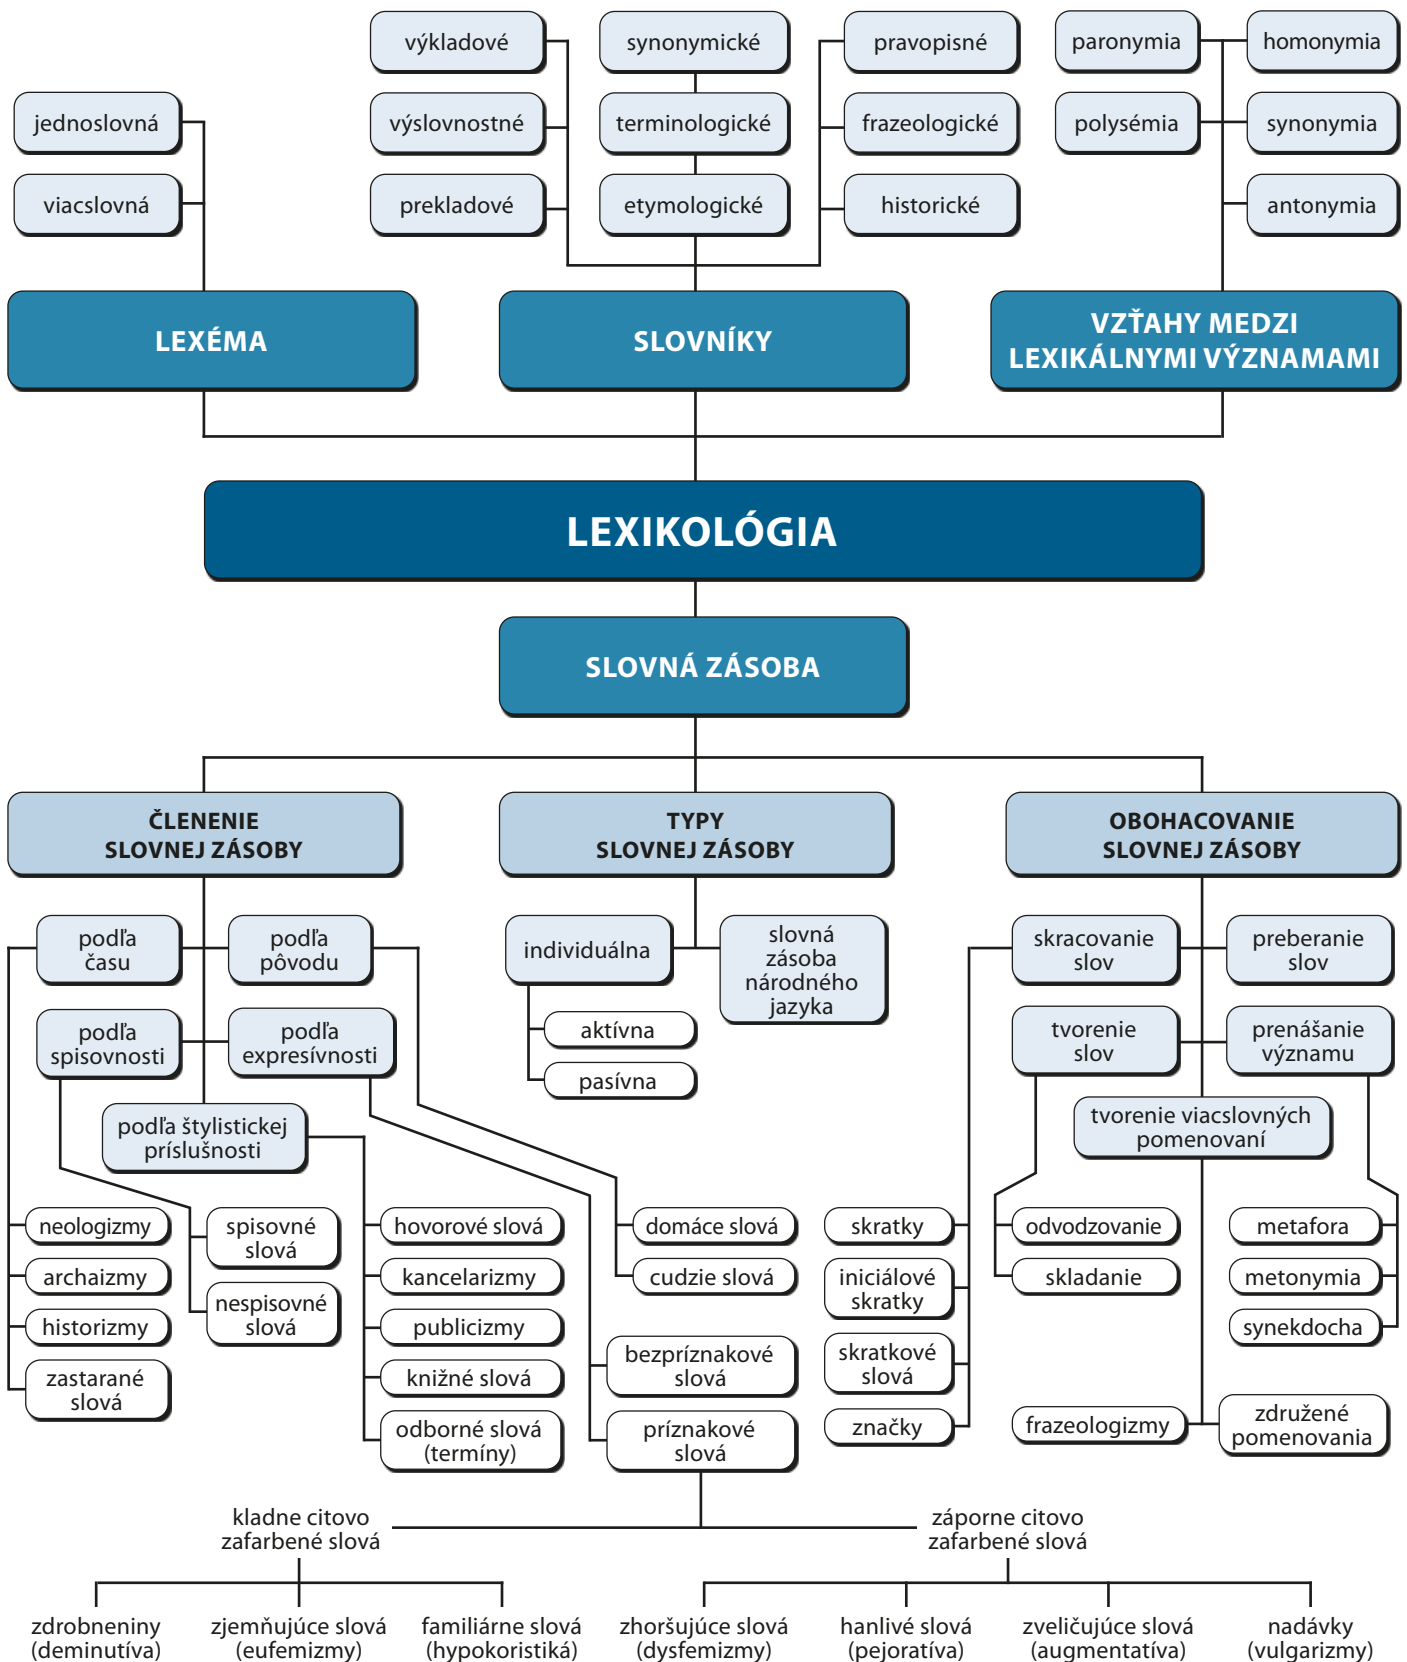 výkladové
synonymické
pravopisné
paronymia
homonymia
jednoslovná
výslovnostné
terminologické
frazeologické
polysémia
synonymia
viacslovná
prekladové
etymologické
historické
antonymia
LEXÉMA
SLOVNÍKY
VZŤAHY MEDZI
LEXIKÁLNYMI VÝZNAMAMI
LEXIKOLÓGIA
SLOVNÁ ZÁSOBA
ČLENENIE
SLOVNEJ ZÁSOBY
TYPY
SLOVNEJ ZÁSOBY
OBOHACOVANIE
SLOVNEJ ZÁSOBY
podľa
času
podľa
pôvodu
individuálna
slovná
zásoba
národného
jazyka
skracovanie
slov
preberanie
slov
podľa
spisovnosti
podľa
expresívnosti
aktívna
pasívna
tvorenie
slov
prenášanie
významu
podľa štylistickej
príslušnosti
tvorenie viacslovných
pomenovaní
neologizmy
archaizmy
historizmy
zastarané
slová
spisovné
slová
nespisovné
slová
hovorové slová
kancelarizmy
publicizmy
knižné slová
odborné slová
(termíny)
domáce slová
cudzie slová
bezpríznakové
slová
príznakové
slová
skratky
iniciálové
skratky
skratkové
slová
značky
odvodzovanie
skladanie
metafora
metonymia
synekdocha
frazeologizmy
združené
pomenovania
kladne citovo
zafarbené slová
záporne citovo
zafarbené slová
zdrobneniny
(deminutíva)
zjemňujúce slová
(eufemizmy)
familiárne slová
(hypokoristiká)
zhoršujúce slová
(dysfemizmy)
hanlivé slová
(pejoratíva)
zveličujúce slová
(augmentatíva)
nadávky
(vulgarizmy)